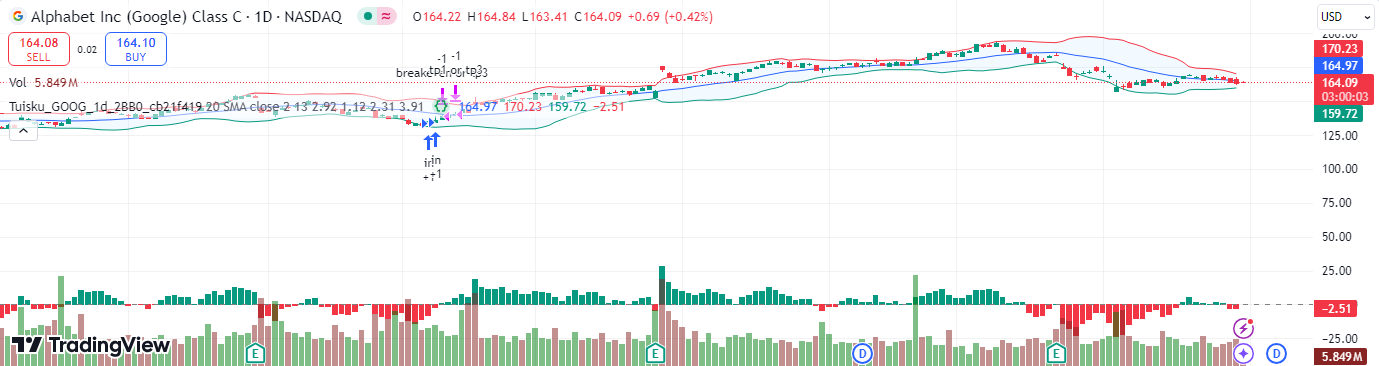 Alphabet Inc (Google) Class C · 1D · NASDAQ O164.22 H164.84 L163.41 C164.09 +0.69 (+0.42%)
USD
164.08 SELL
0.02
164.10 BUY
200.00
170.23
164.97
164.09
03:00:03
159.72
-1
-1
Vol 5.849M
Tuisku_GOOG_1d_2BB0_cb21f419 20 SMA close 2 13 2.92 1.12 2.31 3.91
164.97 170.23 159.72 −2.51
125.00
in
+1
100.00
75.00
50.00
25.00
−2.51
−25.00
5.849M
TradingView
E
E
D
E
D